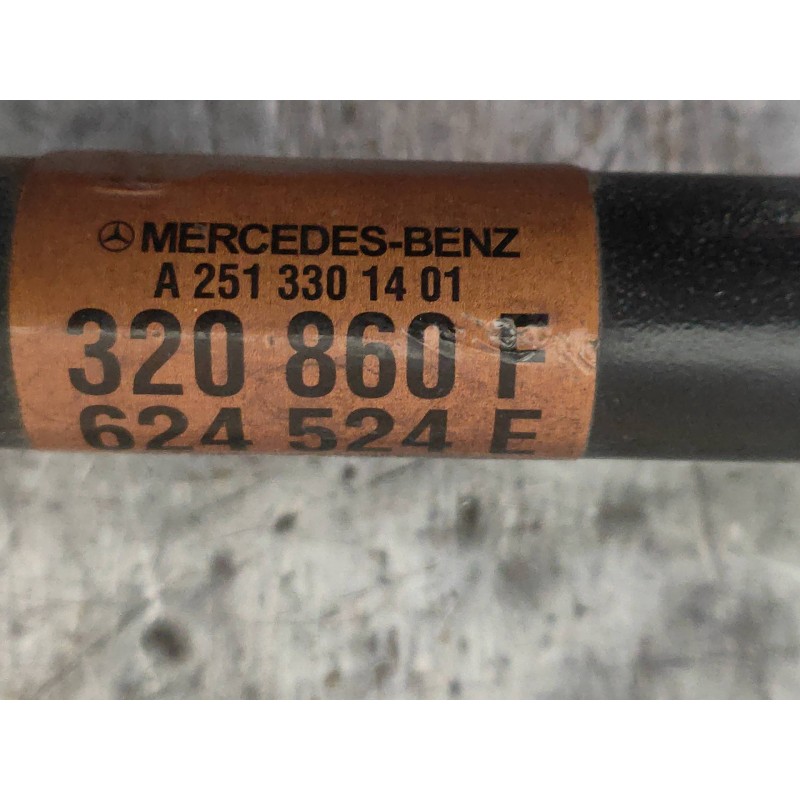 MERCEDES-BENZ
A 251 330 14 01
320 860 F
624 524 E